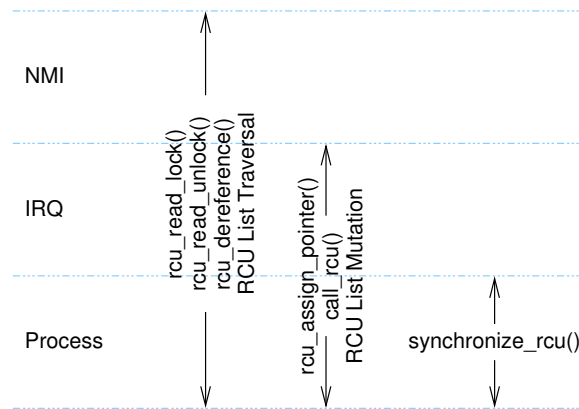 NMI
IRQ
Process
rcu_read_lock()
rcu_read_unlock()
rcu_dereference()
RCU List Traversal
rcu_assign_pointer()
call_rcu()
RCU List Mutation
synchronize_rcu()